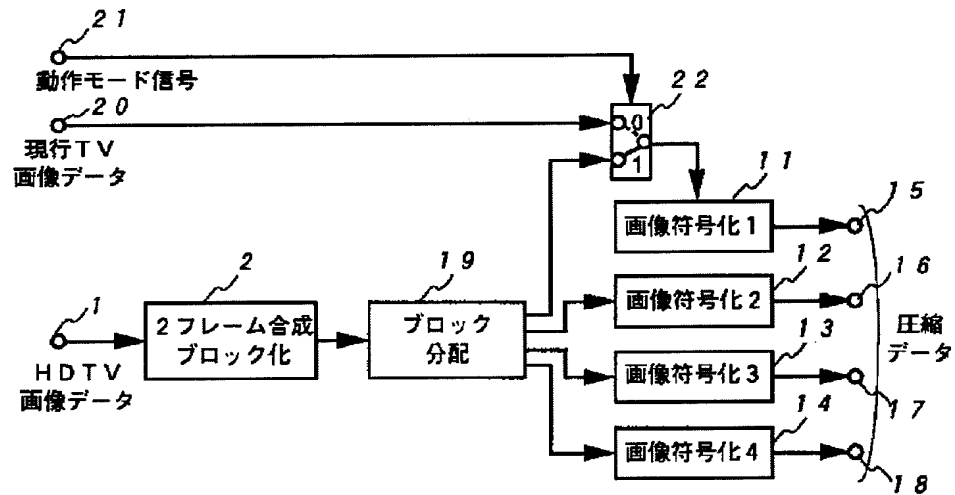 21
動作モード信号
20
現行TV
画像データ
22
0
1
11
画像符号化1
15
12
画像符号化2
16
19
ブロック
分配
2
2フレーム合成
ブロック化
1
HDTV
画像データ
13
画像符号化3
17
14
画像符号化4
18
圧縮
データ